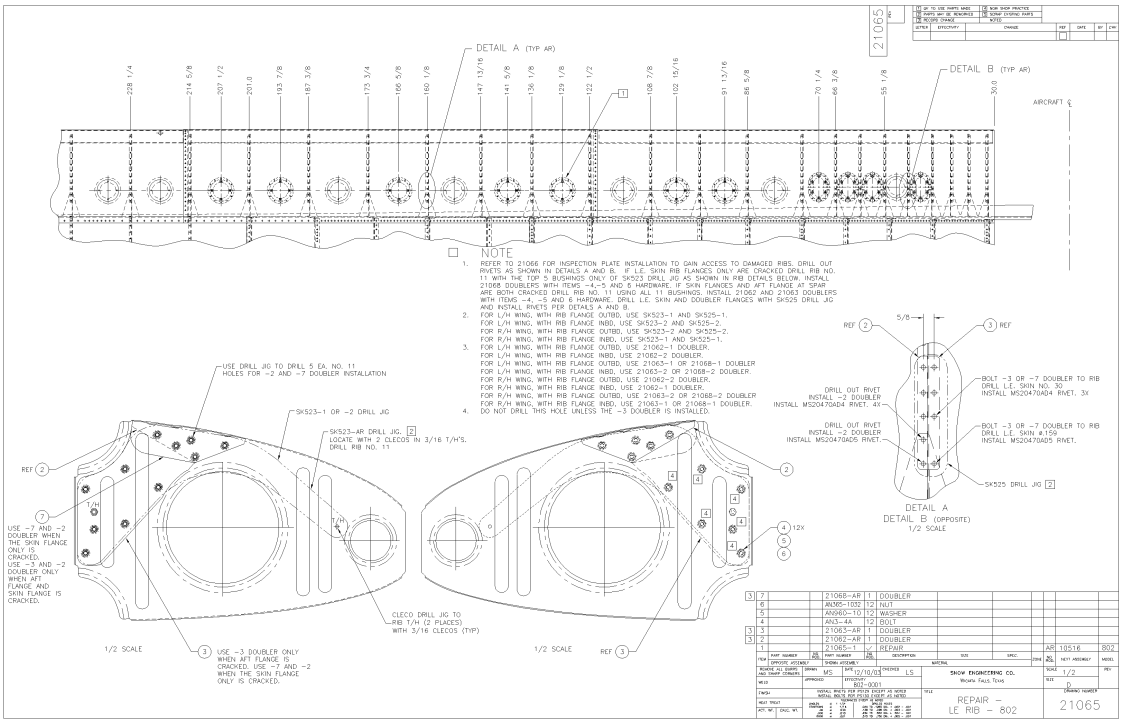 21065
REV
1 OK TO USE PARTS MADE
4 NOW SHOP PRACTICE
2 PARTS MAY BE REWORKED
5 SCRAP EXISTING PARTS
3 RECORD CHANGE
NOTED
LETTER EFFECTIVITY CHANGE REF DATE BY CHK
DETAIL A (TYP AR)
DETAIL B (TYP AR)
AIRCRAFT ℄
228 1/4
214 5/8
207 1/2
201.0
193 7/8
187 3/8
173 3/4
166 5/8
160 1/8
147 13/16
141 5/8
136 1/8
129 1/8
122 1/2
108 7/8
102 15/16
91 13/16
86 5/8
70 1/4
66 3/8
55 1/8
30.0
1
NOTE
1. REFER TO 21066 FOR INSPECTION PLATE INSTALLATION TO GAIN ACCESS TO DAMAGED RIBS. DRILL OUT
RIVETS AS SHOWN IN DETAILS A AND B. IF L.E. SKIN RIB FLANGES ONLY ARE CRACKED DRILL RIB NO.
11 WITH THE TOP 5 BUSHINGS ONLY OF SK523 DRILL JIG AS SHOWN IN RIB DETAILS BELOW, INSTALL
21068 DOUBLERS WITH ITEMS -4,-5 AND 6 HARDWARE. IF SKIN FLANGES AND AFT FLANGE AT SPAR
ARE BOTH CRACKED DRILL RIB NO. 11 USING ALL 11 BUSHINGS. INSTALL 21062 AND 21063 DOUBLERS
WITH ITEMS -4, -5 AND 6 HARDWARE. DRILL L.E. SKIN AND DOUBLER FLANGES WITH SK525 DRILL JIG
AND INSTALL RIVETS PER DETAILS A AND B.
2. FOR L/H WING, WITH RIB FLANGE OUTBD, USE SK523-1 AND SK525-1.
FOR L/H WING, WITH RIB FLANGE INBD, USE SK523-2 AND SK525-2.
FOR R/H WING, WITH RIB FLANGE OUTBD, USE SK523-2 AND SK525-2.
FOR R/H WING, WITH RIB FLANGE INBD, USE SK523-1 AND SK525-1.
3. FOR L/H WING, WITH RIB FLANGE OUTBD, USE 21062-1 DOUBLER.
FOR L/H WING, WITH RIB FLANGE INBD, USE 21062-2 DOUBLER.
FOR L/H WING, WITH RIB FLANGE OUTBD, USE 21063-1 OR 21068-1 DOUBLER
FOR L/H WING, WITH RIB FLANGE INBD, USE 21063-2 OR 21068-2 DOUBLER.
FOR R/H WING, WITH RIB FLANGE OUTBD, USE 21062-2 DOUBLER.
FOR R/H WING, WITH RIB FLANGE INBD, USE 21062-1 DOUBLER.
FOR R/H WING, WITH RIB FLANGE OUTBD, USE 21063-2 OR 21068-2 DOUBLER
FOR R/H WING, WITH RIB FLANGE INBD, USE 21063-1 OR 21068-1 DOUBLER.
4. DO NOT DRILL THIS HOLE UNLESS THE -3 DOUBLER IS INSTALLED.
5/8
REF 2
3 REF
DRILL OUT RIVET
INSTALL -2 DOUBLER
INSTALL MS20470AD4 RIVET. 4X
DRILL OUT RIVET
INSTALL -2 DOUBLER
INSTALL MS20470AD5 RIVET.
BOLT -3 OR -7 DOUBLER TO RIB
DRILL L.E. SKIN NO. 30
INSTALL MS20470AD4 RIVET. 3X
BOLT -3 OR -7 DOUBLER TO RIB
DRILL L.E. SKIN #.159
INSTALL MS20470AD5 RIVET.
SK525 DRILL JIG 2
DETAIL A
DETAIL B (OPPOSITE)
1/2 SCALE
USE DRILL JIG TO DRILL 5 EA. NO. 11
HOLES FOR -2 AND -7 DOUBLER INSTALLATION
SK523-1 OR -2 DRILL JIG
SK523-AR DRILL JIG. 2
LOCATE WITH 2 CLECOS IN 3/16 T/H'S.
DRILL RIB NO. 11
REF 2
7
T/H
T/H
USE -7 AND -2
DOUBLER WHEN
THE SKIN FLANGE
ONLY IS
CRACKED.
USE -3 AND -2
DOUBLER ONLY
WHEN AFT
FLANGE AND
SKIN FLANGE IS
CRACKED.
CLECO DRILL JIG TO
RIB T/H (2 PLACES)
WITH 3/16 CLECOS (TYP)
1/2 SCALE
3 USE -3 DOUBLER ONLY
WHEN AFT FLANGE IS
CRACKED. USE -7 AND -2
WHEN THE SKIN FLANGE
ONLY IS CRACKED.
2
4
4
4
4
4
4 12X
5
6
1/2 SCALE
REF 3
3 7 21068-AR 1 DOUBLER
6 AN365-1032 12 NUT
5 AN960-10 12 WASHER
4 AN3-4A 12 BOLT
3 3 21063-AR 1 DOUBLER
3 2 21062-AR 1 DOUBLER
1 21065-1 REPAIR AR 10516 802
ITEM PART NUMBER NO. REQ. PART NUMBER NO. REQ. DESCRIPTION SIZE SPEC. ZONE NO. REQ. NEXT ASSEMBLY MODEL
OPPOSITE ASSEMBLY SHOWN ASSEMBLY MATERIAL
REMOVE ALL BURRS
AND SHARP CORNERS
DRAWN MS
DATE 12/10/03
CHECKED LS
SNOW ENGINEERING CO.
WICHITA FALLS, TEXAS
SCALE 1/2
REV
WEIGHT
APPROVED
EFFECTIVITY
802-0001
SIZE
D
FINISH
INSTALL RIVETS PER PS129 EXCEPT AS NOTED
INSTALL BOLTS PER PS130 EXCEPT AS NOTED
TITLE
REPAIR -
LE RIB - 802
DRAWING NUMBER
21065
HEAT TREAT
TOLERANCES EXCEPT AS NOTED
ACT. WT. CALC. WT.